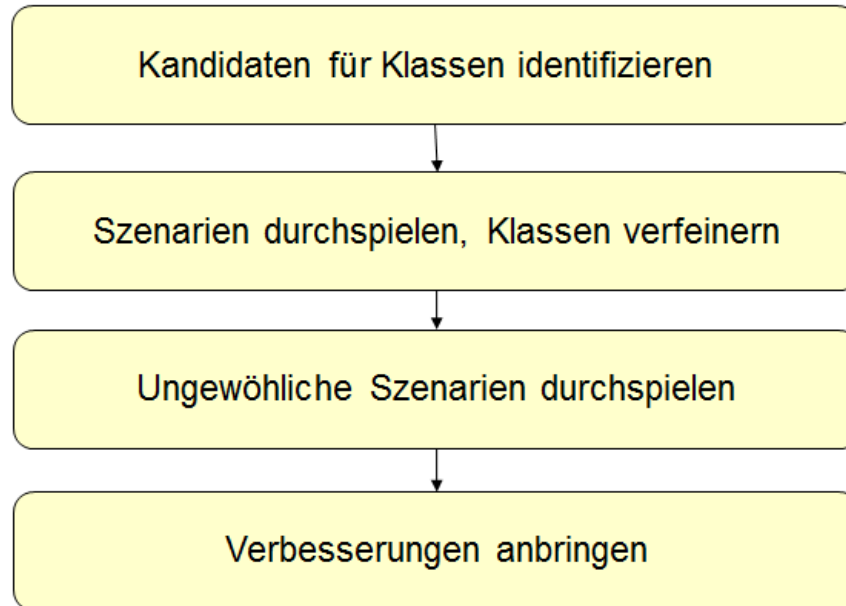 Kandidaten für Klassen identifizieren
Szenarien durchspielen, Klassen verfeinern
Ungewöhliche Szenarien durchspielen
Verbesserungen anbringen